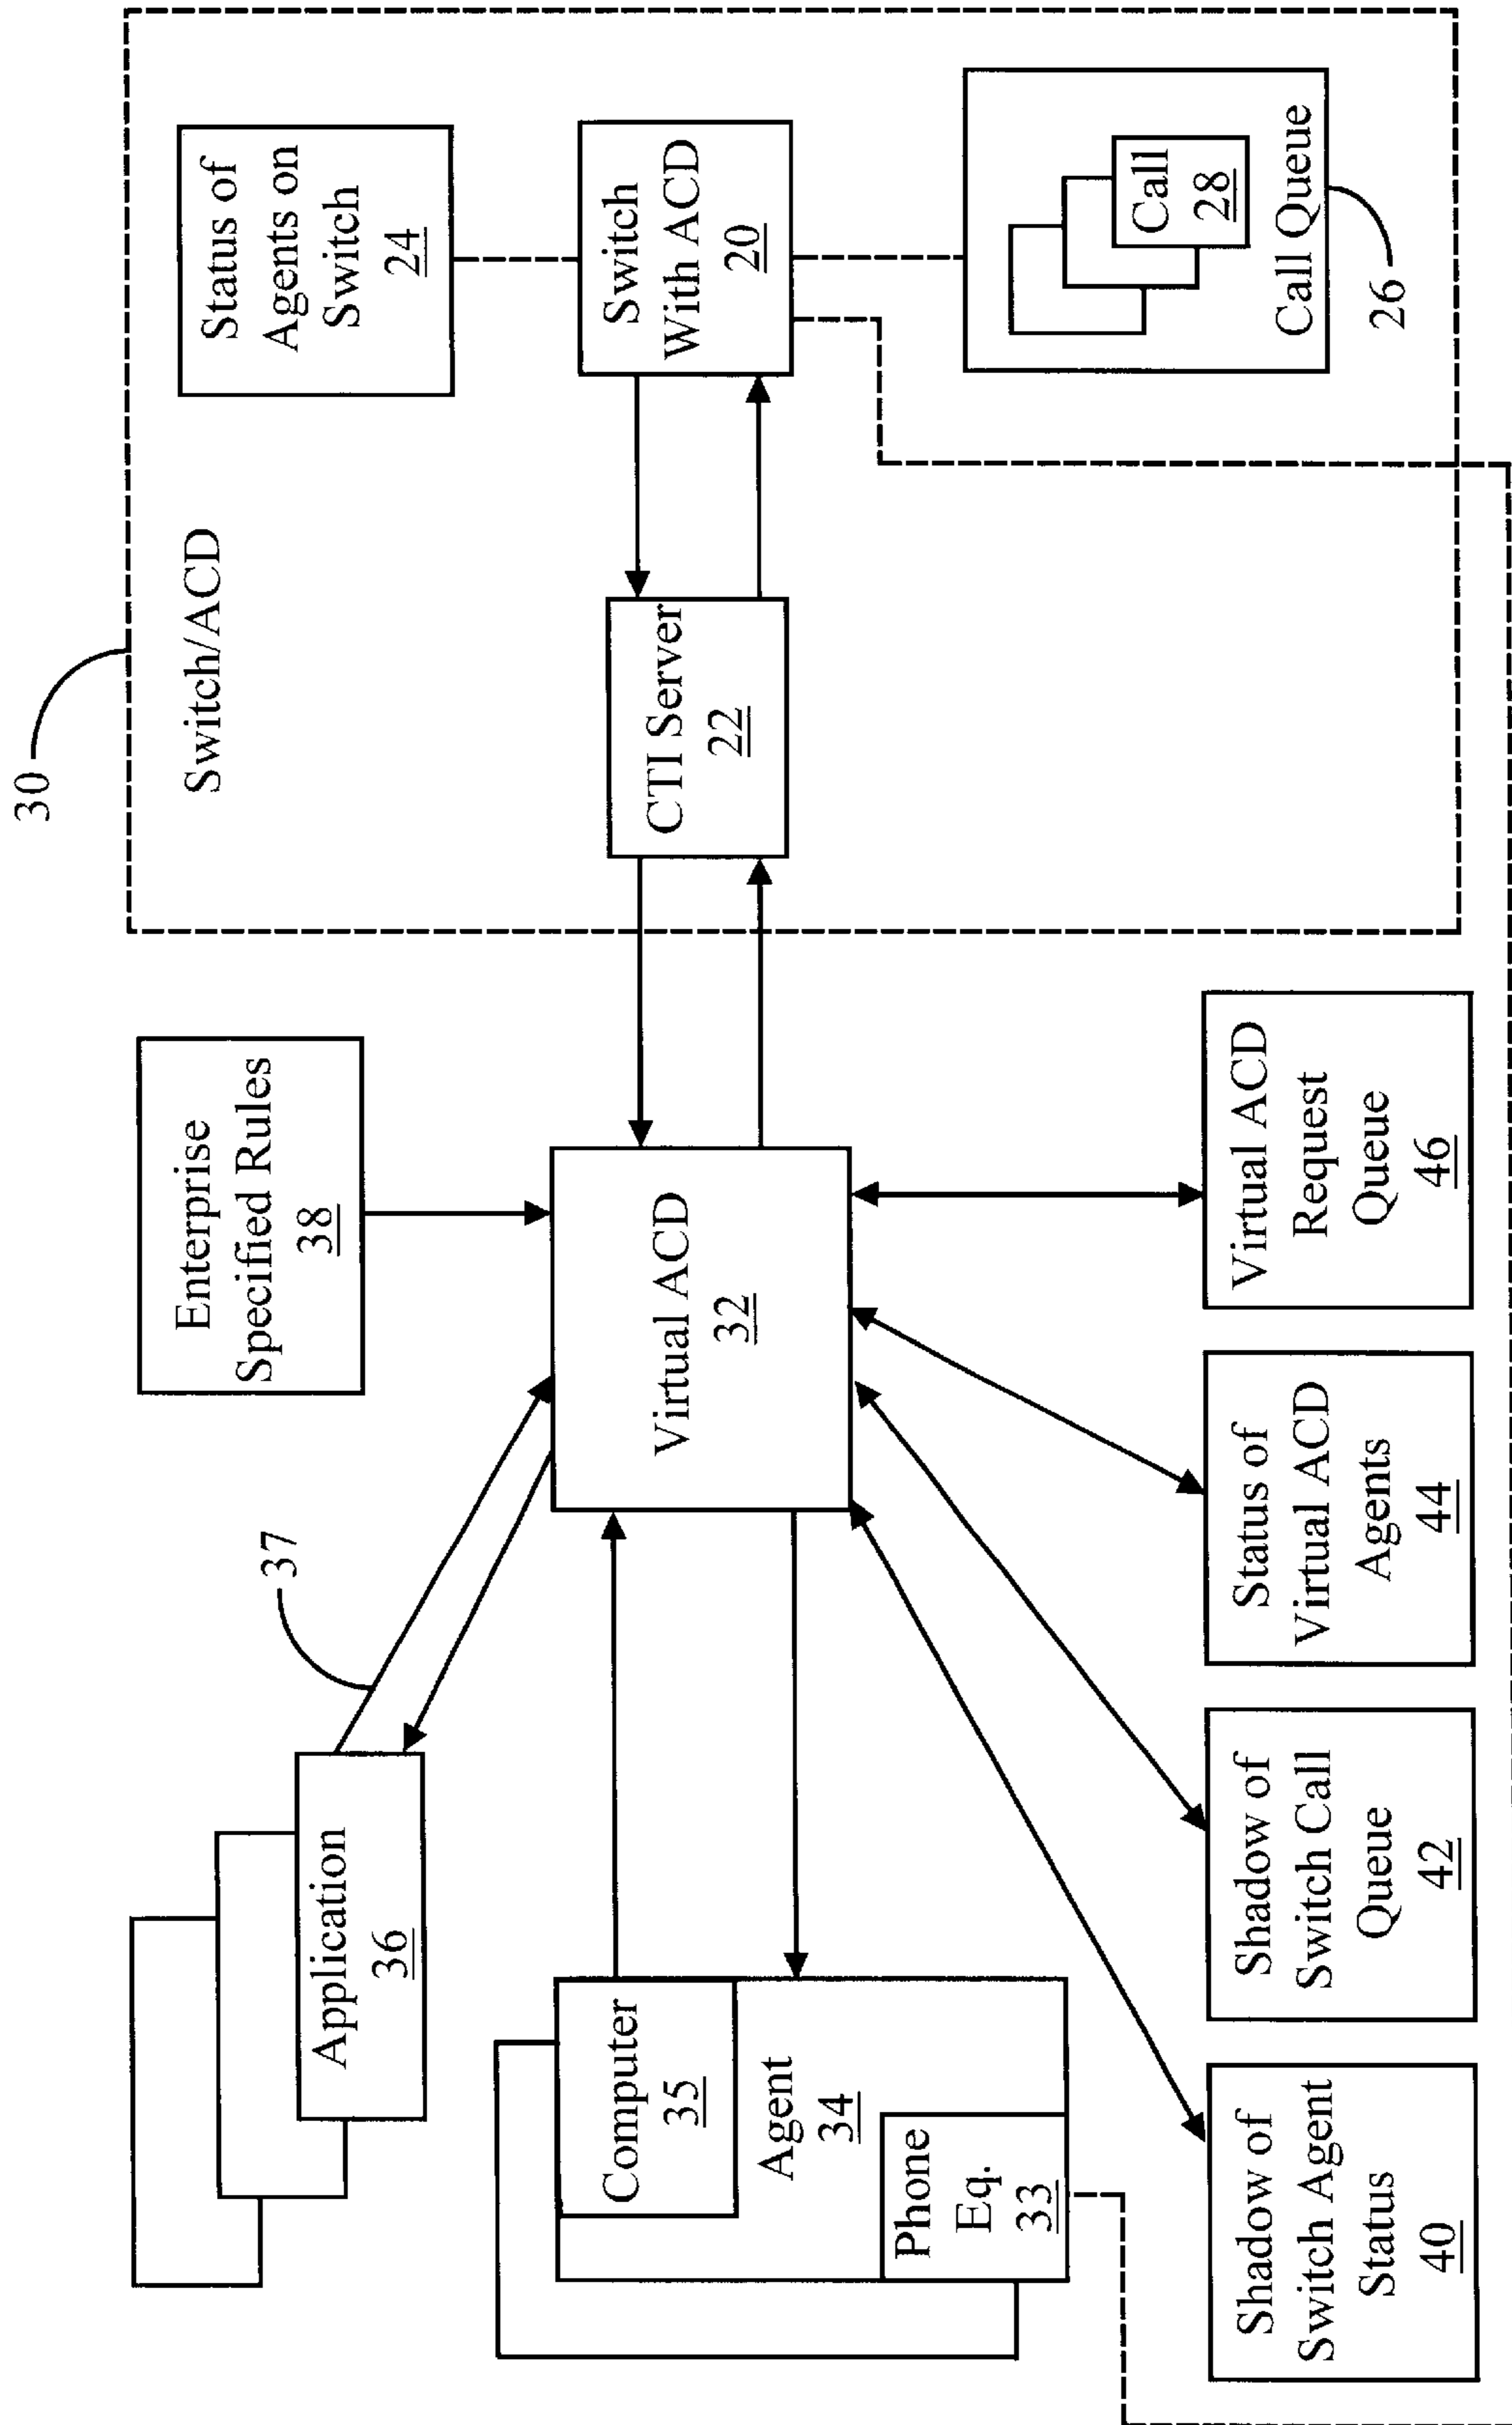 Application
36
37
Enterprise
Specified Rules
38
30
Switch/ACD
Status of
Agents on
Switch
24
Computer
35
Agent
34
Phone
Eq.
33
Virtual ACD
32
CTI Server
22
Switch
With ACD
20
Shadow of
Switch Agent
Status
40
Shadow of
Switch Call
Queue
42
Status of
Virtual ACD
Agents
44
Virtual ACD
Request
Queue
46
Call
28
Call Queue
26